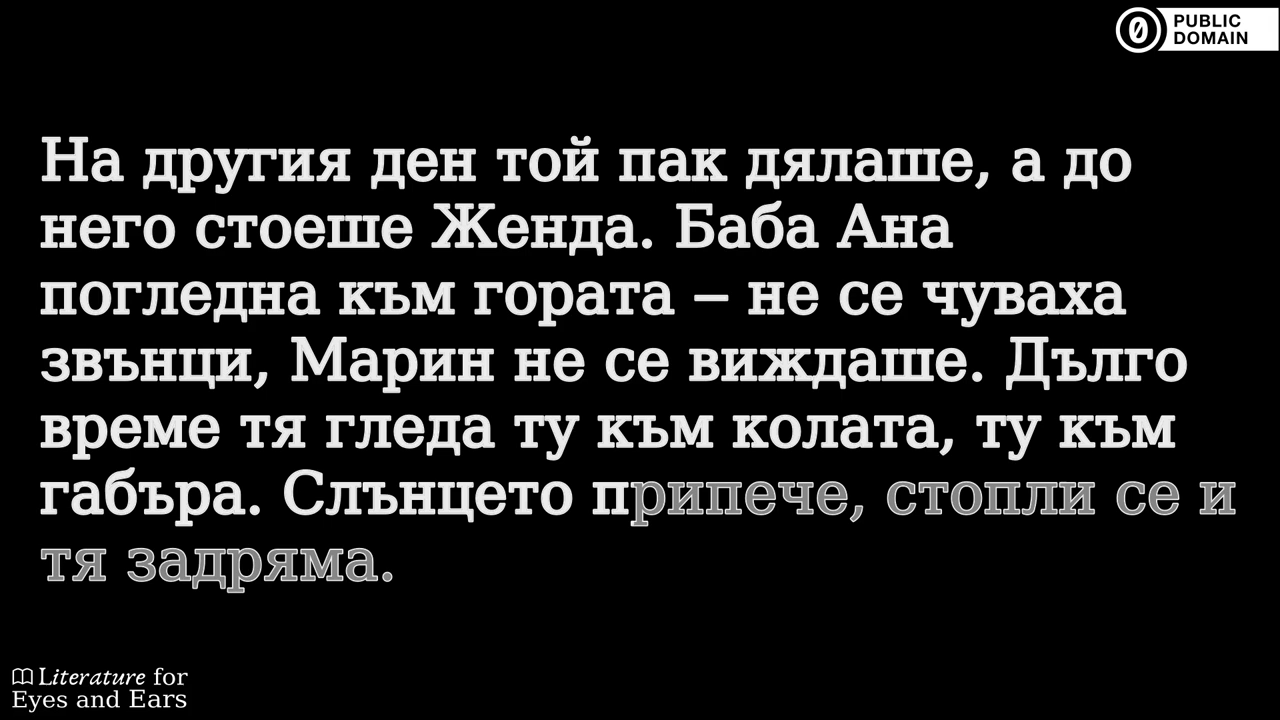 PUBLIC
DOMAIN
На другия ден той пак дялаше, а до
него стоеше Женда. Баба Ана
погледна към гората – не се чуваха
звънци, Марин не се виждаше. Дълго
време тя гледа ту към колата, ту към
габъра. Слънцето припече, стопли се и
тя задряма.
Literature for
Eyes and Ears